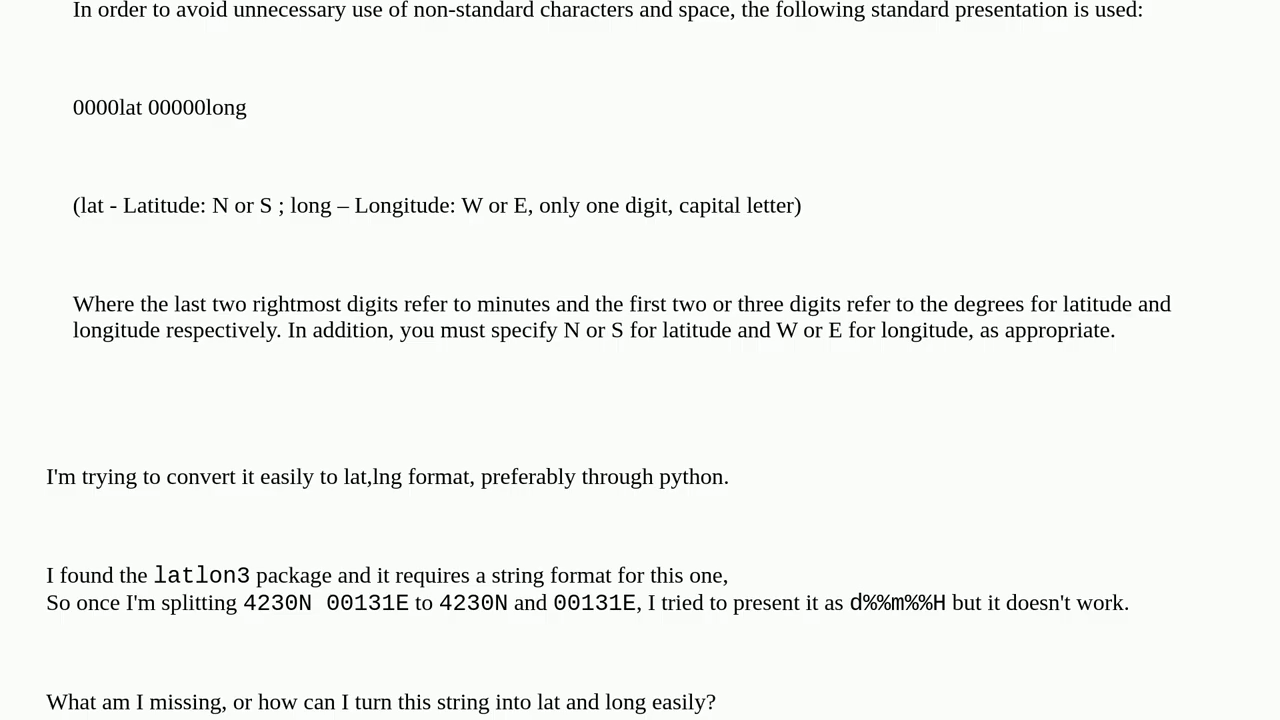 In order to avoid unnecessary use of non-standard characters and space, the following standard presentation is used:
0000lat 00000long
(lat - Latitude: N or S ; long – Longitude: W or E, only one digit, capital letter)
Where the last two rightmost digits refer to minutes and the first two or three digits refer to the degrees for latitude and
longitude respectively. In addition, you must specify N or S for latitude and W or E for longitude, as appropriate.
I'm trying to convert it easily to lat,lng format, preferably through python.
I found the latlon3 package and it requires a string format for this one,
So once I'm splitting 4230N 00131E to 4230N and 00131E, I tried to present it as d%%m%%H but it doesn't work.
What am I missing, or how can I turn this string into lat and long easily?